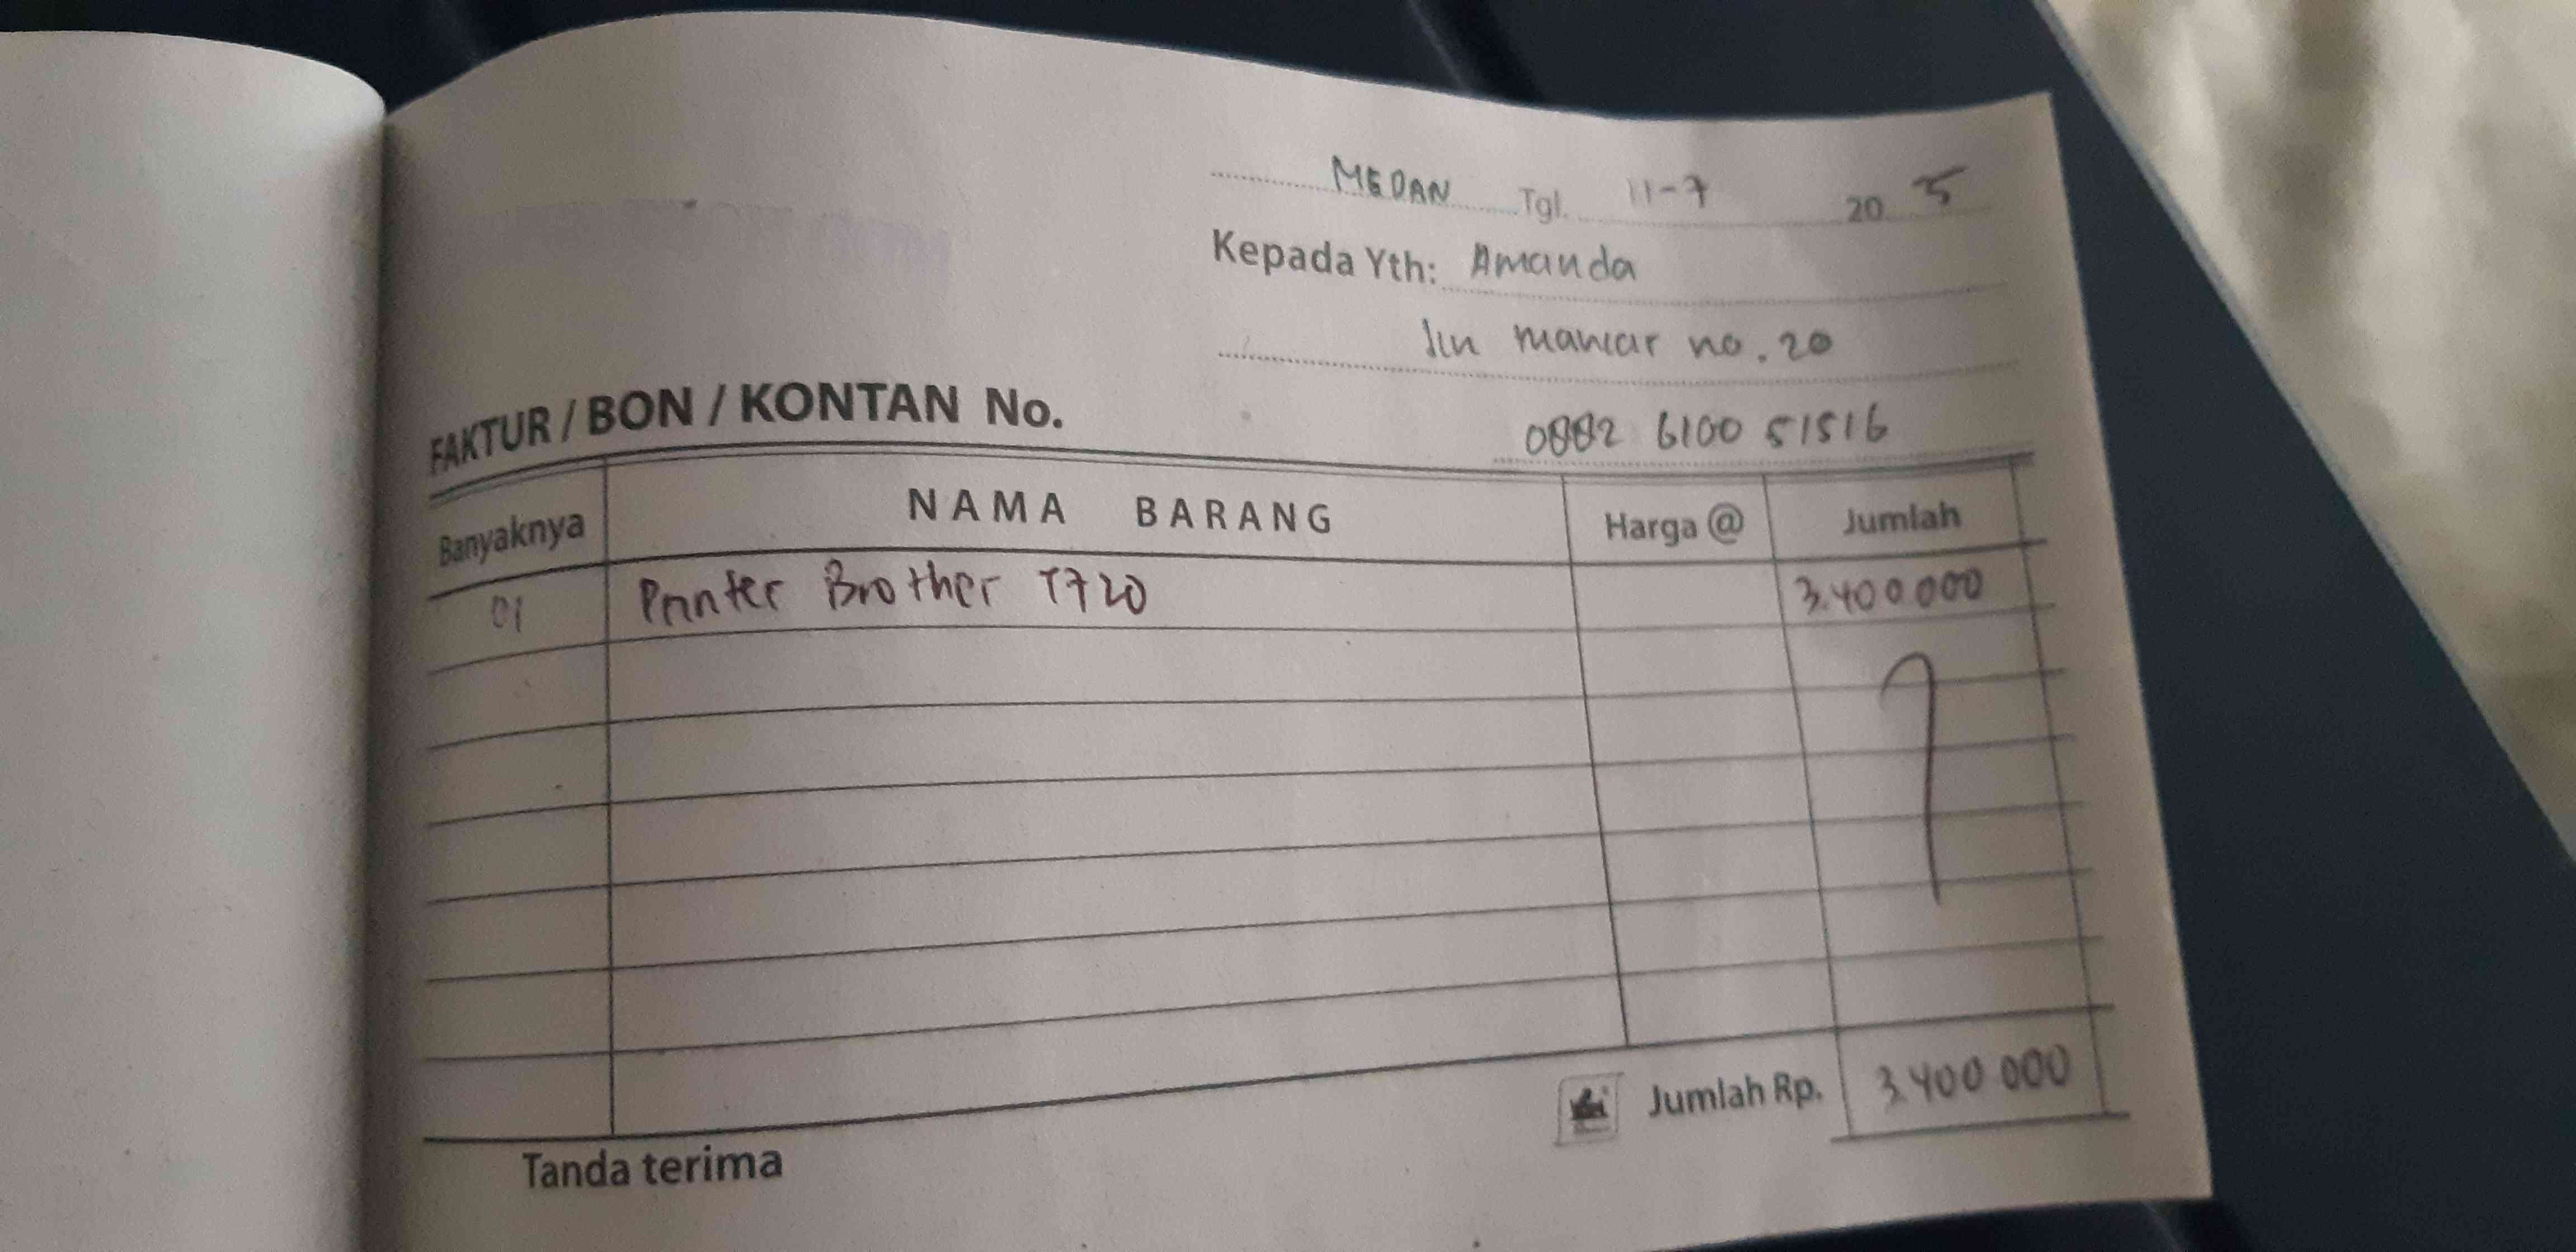 MEDAN Tgl. 11-7 20 5
Kepada Yth: Amanda
Jln mawar no. 20
0882 6100 51516
FAKTUR / BON / KONTAN No.
Banyaknya NAMA BARANG Harga @ Jumlah
01 Printer Brother T720 3.400.000
Jumlah Rp. 3.400.000
Tanda terima